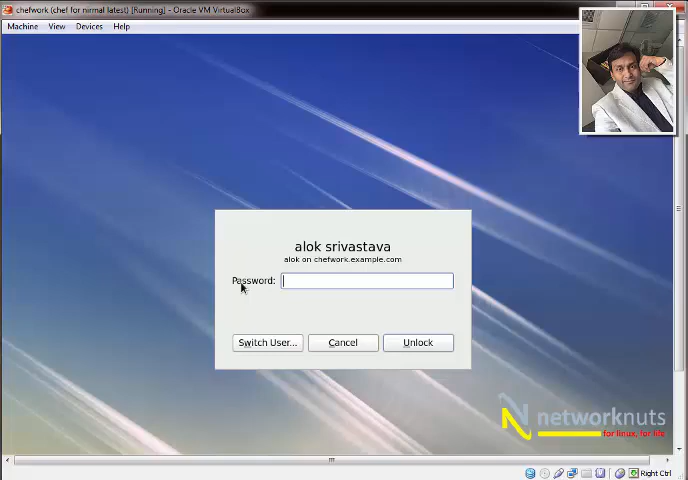 chefwork (chef for nirmal latest) [Running] - Oracle VM VirtualBox
Machine View Devices Help
alok srivastava
alok on chefwork.example.com
Password:
Switch User... Cancel Unlock
networknuts
for linux, for life
Right Ctrl